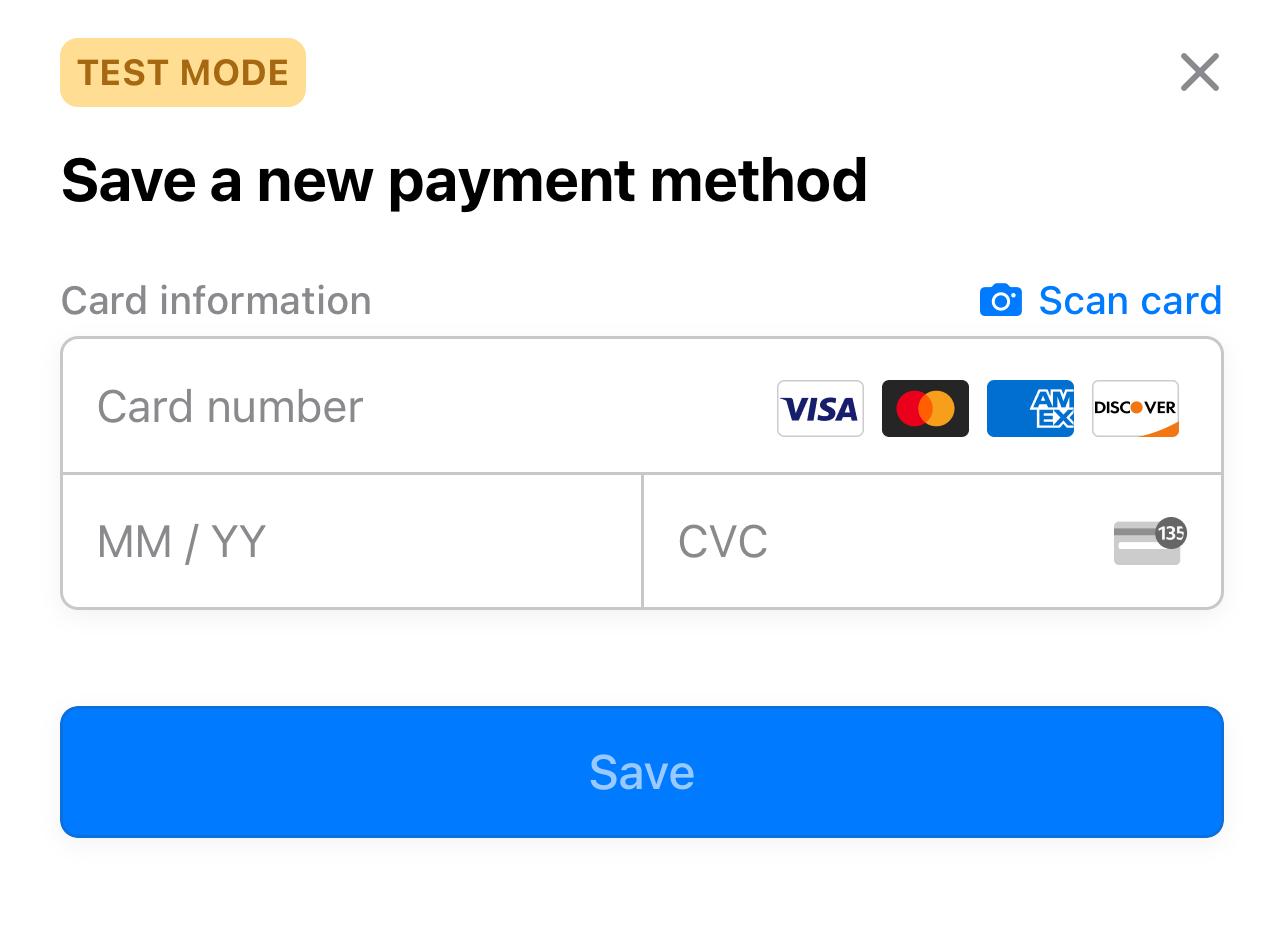 TEST MODE
Save a new payment method
Card information
Scan card
Card number
VISA
AM
EX
DISCOVER
MM / YY
CVC
135
Save